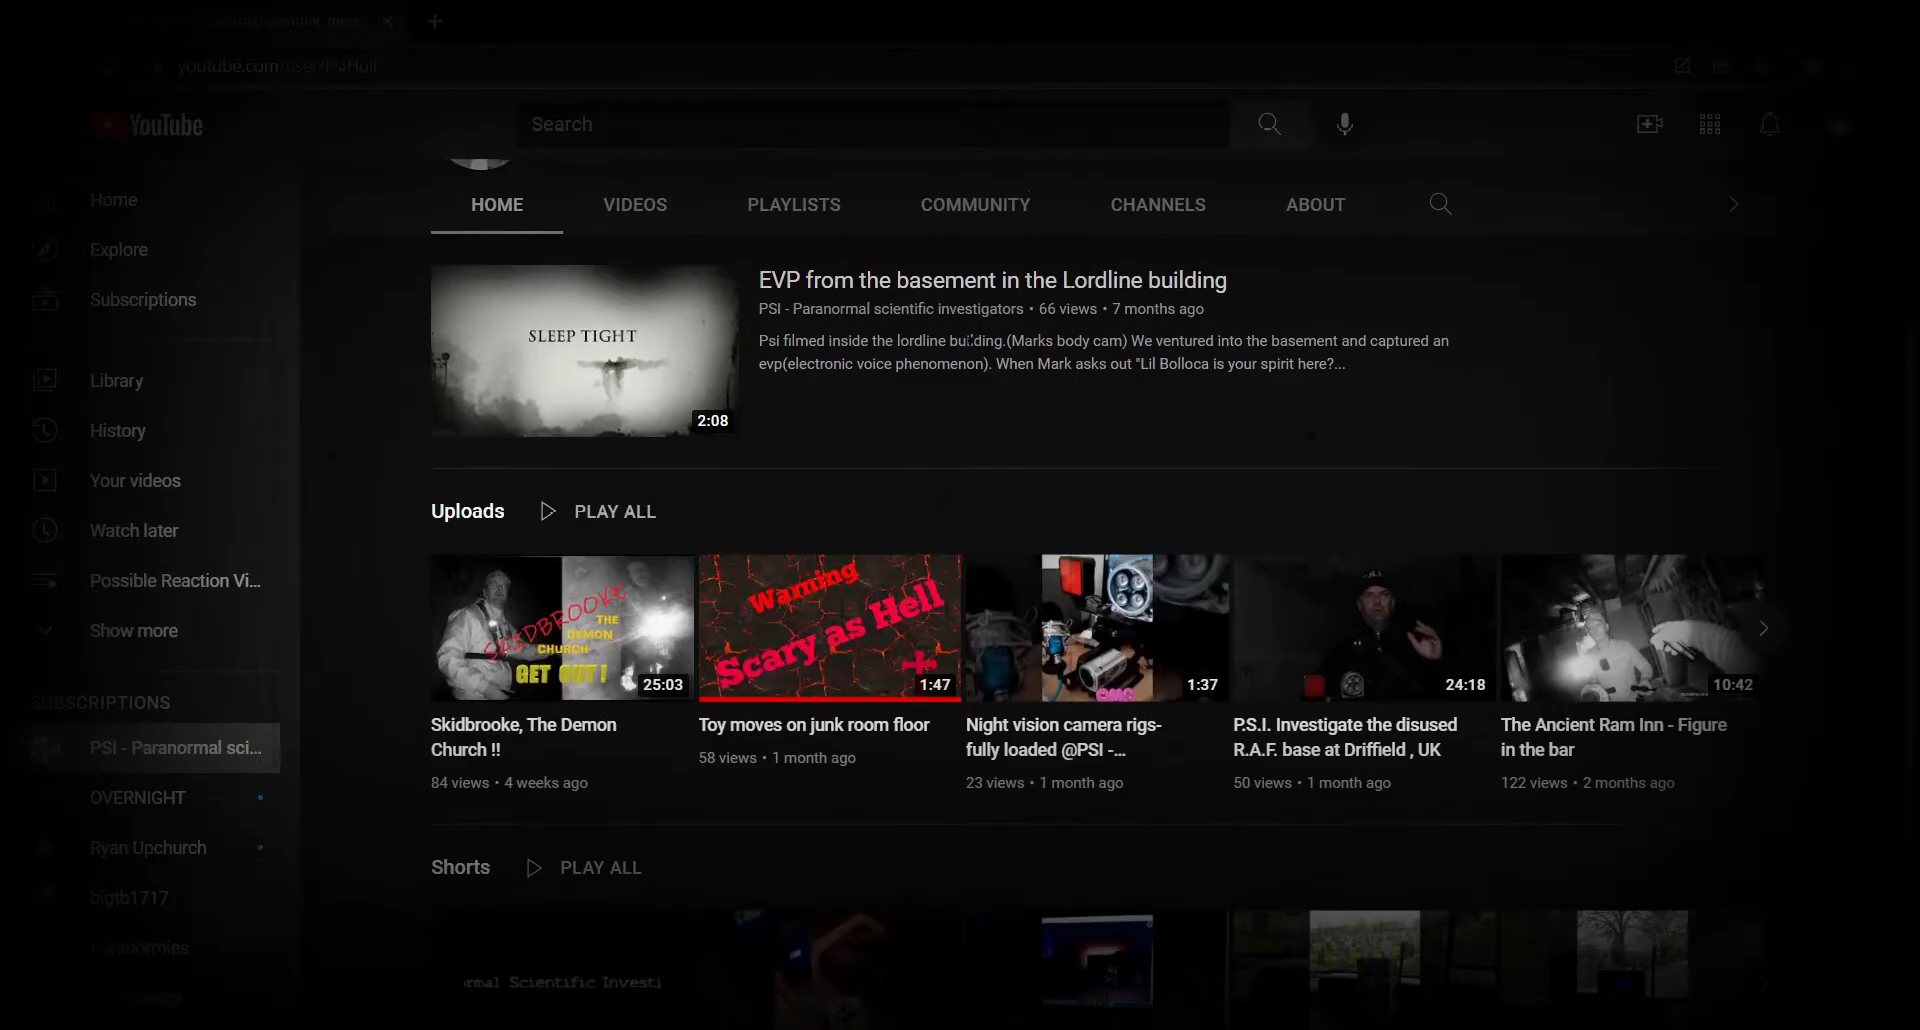 youtube.com
YouTube
Search
Home
Explore
Subscriptions
Library
History
Your videos
Watch later
Possible Reaction Vi...
Show more
SUBSCRIPTIONS
PSI - Paranormal sci...
OVERNIGHT
Ryan Upchurch
bigtb1717
Paranormies
HOME VIDEOS PLAYLISTS COMMUNITY CHANNELS ABOUT
SLEEP TIGHT
2:08
EVP from the basement in the Lordline building
PSI - Paranormal scientific investigators • 66 views • 7 months ago
Psi filmed inside the lordline building.(Marks body cam) We ventured into the basement and captured an
evp(electronic voice phenomenon). When Mark asks out "Lil Bolloca is your spirit here?...
Uploads PLAY ALL
SKIDBROOKE
THE
DEMON
CHURCH
GET OUT!
25:03
Skidbrooke, The Demon
Church !!
84 views • 4 weeks ago
Warning
Scary as Hell
1:47
Toy moves on junk room floor
58 views • 1 month ago
1:37
Night vision camera rigs-
fully loaded @PSI -...
23 views • 1 month ago
24:18
P.S.I. Investigate the disused
R.A.F. base at Driffield , UK
50 views • 1 month ago
10:42
The Ancient Ram Inn - Figure
in the bar
122 views • 2 months ago
Shorts PLAY ALL
rmal Scientific Investi